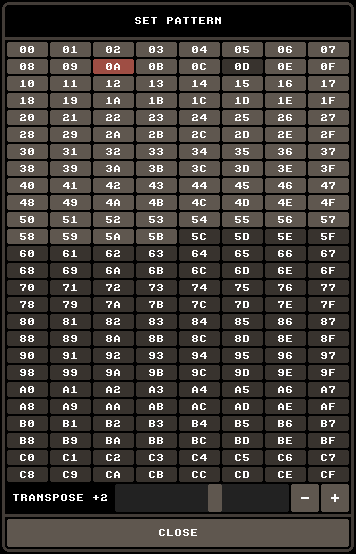 SET PATTERN
00 01 02 03 04 05 06 07
08 09 0A 0B 0C 0D 0E 0F
10 11 12 13 14 15 16 17
18 19 1A 1B 1C 1D 1E 1F
20 21 22 23 24 25 26 27
28 29 2A 2B 2C 2D 2E 2F
30 31 32 33 34 35 36 37
38 39 3A 3B 3C 3D 3E 3F
40 41 42 43 44 45 46 47
48 49 4A 4B 4C 4D 4E 4F
50 51 52 53 54 55 56 57
58 59 5A 5B 5C 5D 5E 5F
60 61 62 63 64 65 66 67
68 69 6A 6B 6C 6D 6E 6F
70 71 72 73 74 75 76 77
78 79 7A 7B 7C 7D 7E 7F
80 81 82 83 84 85 86 87
88 89 8A 8B 8C 8D 8E 8F
90 91 92 93 94 95 96 97
98 99 9A 9B 9C 9D 9E 9F
A0 A1 A2 A3 A4 A5 A6 A7
A8 A9 AA AB AC AD AE AF
B0 B1 B2 B3 B4 B5 B6 B7
B8 B9 BA BB BC BD BE BF
C0 C1 C2 C3 C4 C5 C6 C7
C8 C9 CA CB CC CD CE CF
TRANSPOSE +2 − +
CLOSE